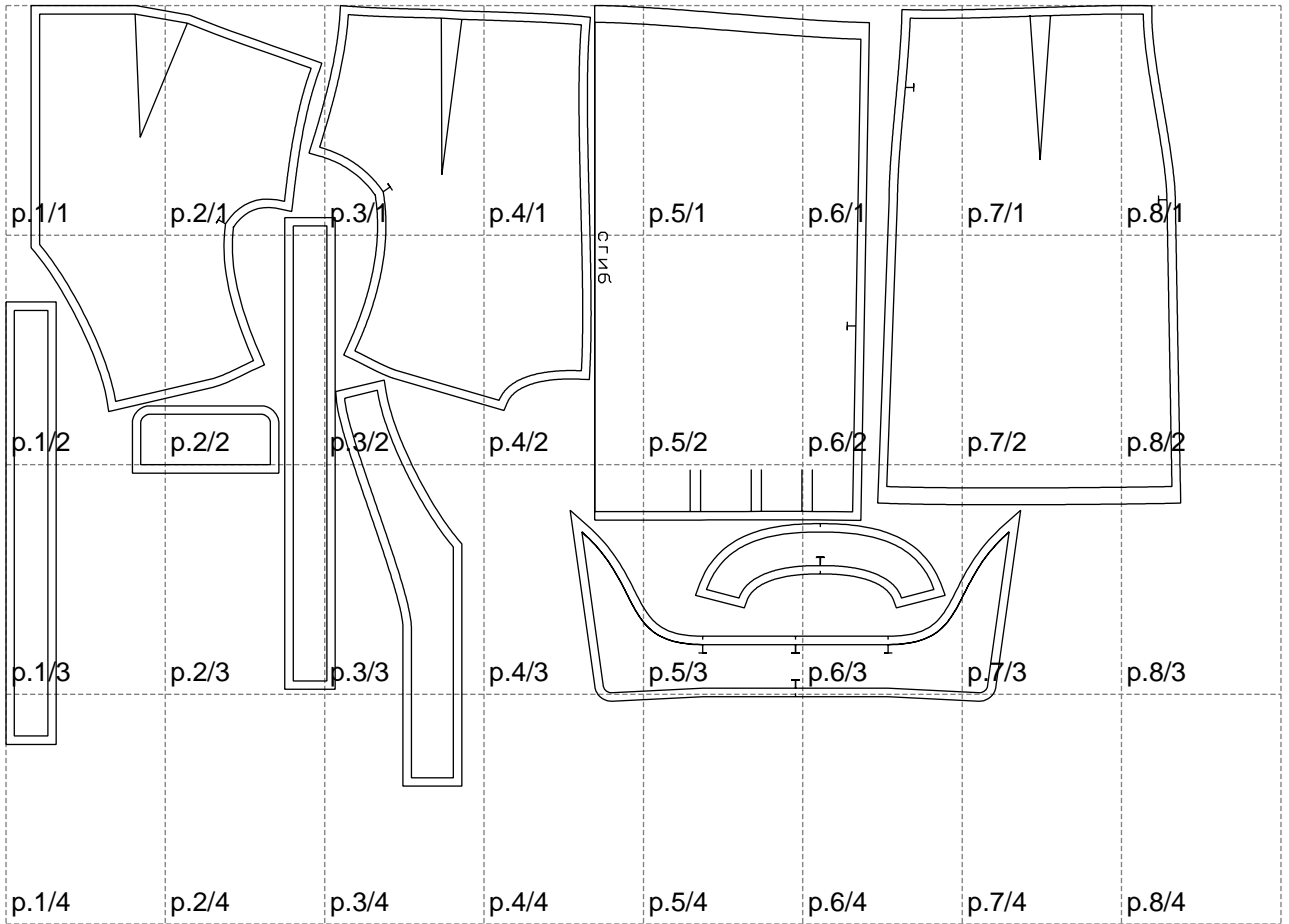 p.1/1 p.2/1 p.3/1 p.4/1 p.5/1 p.6/1 p.7/1 p.8/1
сгиб
p.1/2 p.2/2 p.3/2 p.4/2 p.5/2 p.6/2 p.7/2 p.8/2
p.1/3 p.2/3 p.3/3 p.4/3 p.5/3 p.6/3 p.7/3 p.8/3
p.1/4 p.2/4 p.3/4 p.4/4 p.5/4 p.6/4 p.7/4 p.8/4